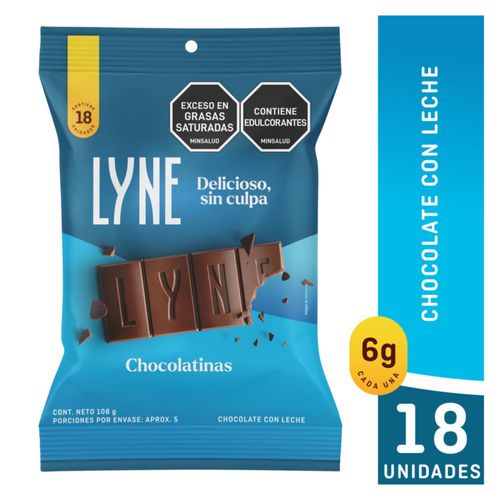 CONTIENE
18
UNIDADES
EXCESO EN
GRASAS
SATURADAS
MINSALUD
CONTIENE
EDULCORANTES
MINSALUD
LYNE
Delicioso,
sin culpa
LYNE
Chocolatinas
CONT. NETO 108 g
PORCIONES POR ENVASE: APROX. 5
CHOCOLATE CON LECHE
CHOCOLATE CON LECHE
6g
CADA UNA
18
UNIDADES